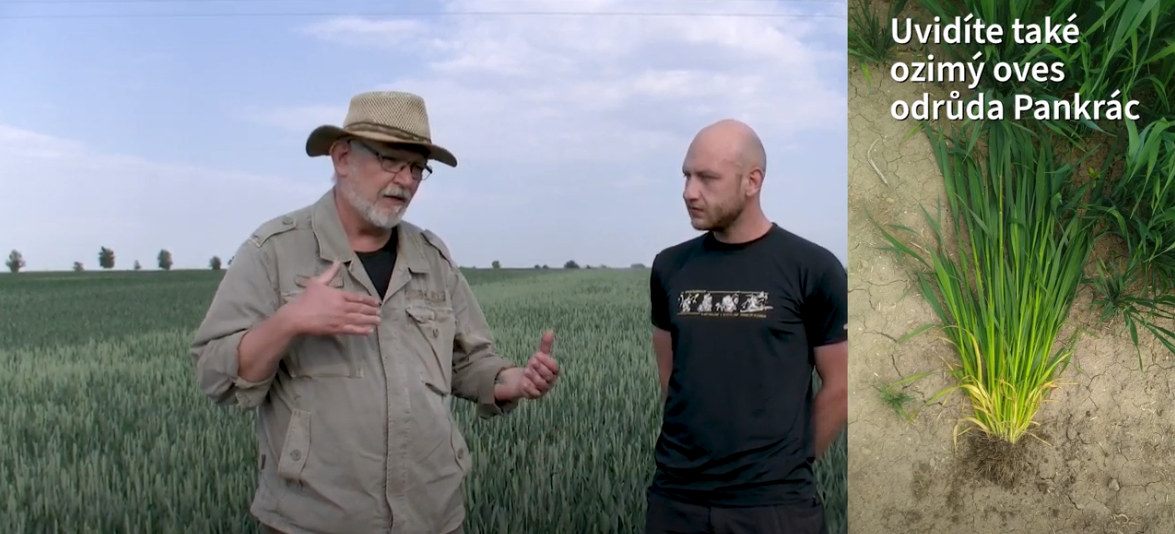 Uvidíte také
ozimý oves
odrůda Pankrác